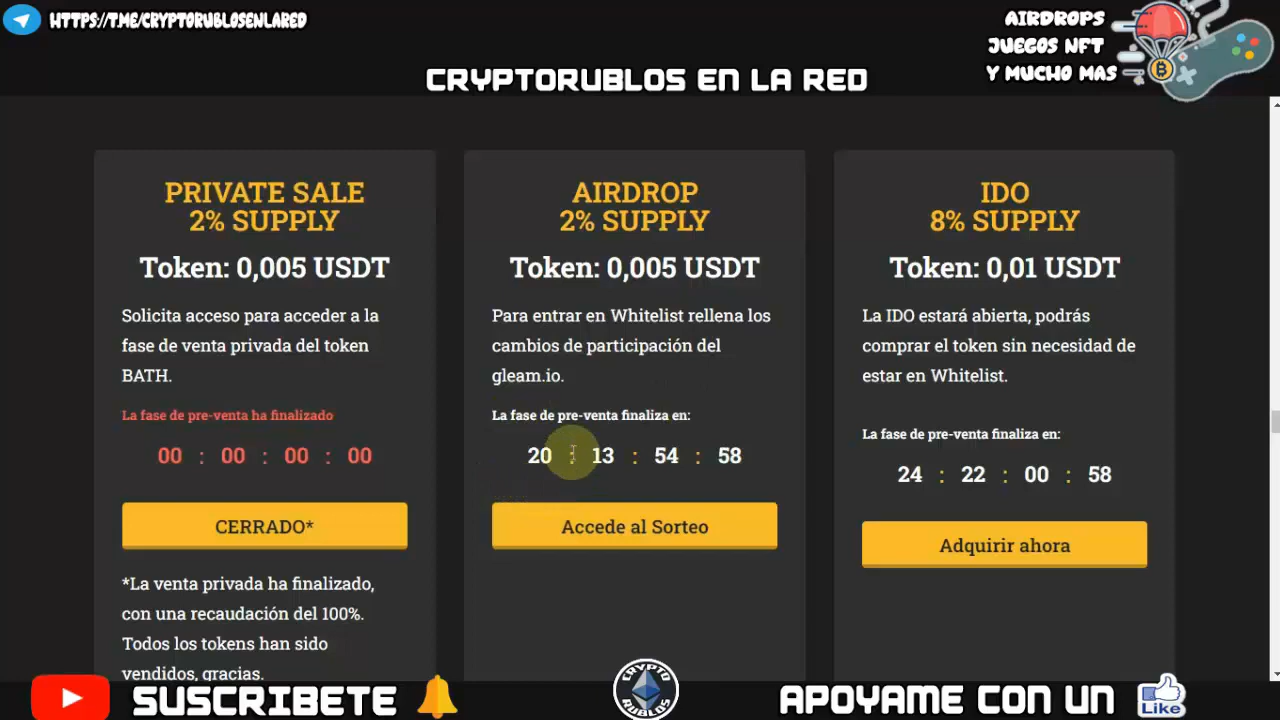 HTTPS://T.ME/CRYPTORUBLOSENLARED
AIRDROPS
JUEGOS NFT
Y MUCHO MAS
CRYPTORUBLOS EN LA RED
PRIVATE SALE
2% SUPPLY
Token: 0,005 USDT
Solicita acceso para acceder a la
fase de venta privada del token
BATH.
La fase de pre-venta ha finalizado
00 : 00 : 00 : 00
CERRADO*
*La venta privada ha finalizado,
con una recaudación del 100%.
Todos los tokens han sido
vendidos, gracias.
AIRDROP
2% SUPPLY
Token: 0,005 USDT
Para entrar en Whitelist rellena los
cambios de participación del
gleam.io.
La fase de pre-venta finaliza en:
20 : 13 : 54 : 58
Accede al Sorteo
IDO
8% SUPPLY
Token: 0,01 USDT
La IDO estará abierta, podrás
comprar el token sin necesidad de
estar en Whitelist.
La fase de pre-venta finaliza en:
24 : 22 : 00 : 58
Adquirir ahora
SUSCRIBETE
CRYPTO
RUBLOS
APOYAME CON UN
Like